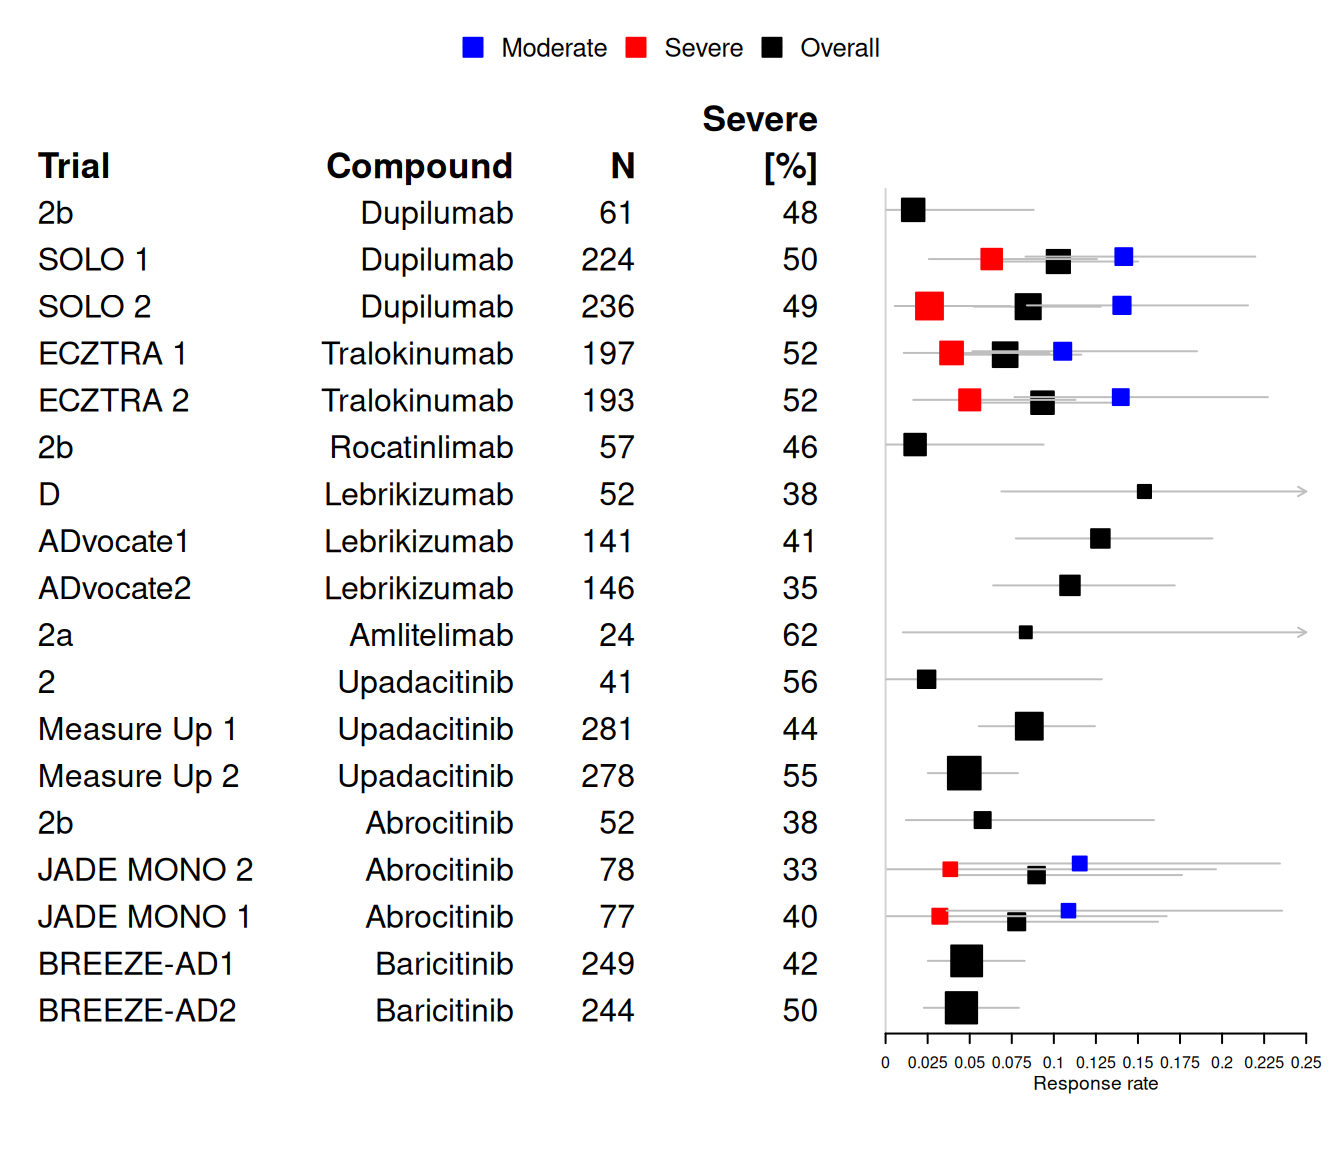 Moderate Severe Overall
Severe
Trial Compound N [%]
2b Dupilumab 61 48
SOLO 1 Dupilumab 224 50
SOLO 2 Dupilumab 236 49
ECZTRA 1 Tralokinumab 197 52
ECZTRA 2 Tralokinumab 193 52
2b Rocatinlimab 57 46
D Lebrikizumab 52 38
ADvocate1 Lebrikizumab 141 41
ADvocate2 Lebrikizumab 146 35
2a Amlitelimab 24 62
2 Upadacitinib 41 56
Measure Up 1 Upadacitinib 281 44
Measure Up 2 Upadacitinib 278 55
2b Abrocitinib 52 38
JADE MONO 2 Abrocitinib 78 33
JADE MONO 1 Abrocitinib 77 40
BREEZE-AD1 Baricitinib 249 42
BREEZE-AD2 Baricitinib 244 50
0 0.025 0.05 0.075 0.1 0.125 0.15 0.175 0.2 0.225 0.25
Response rate